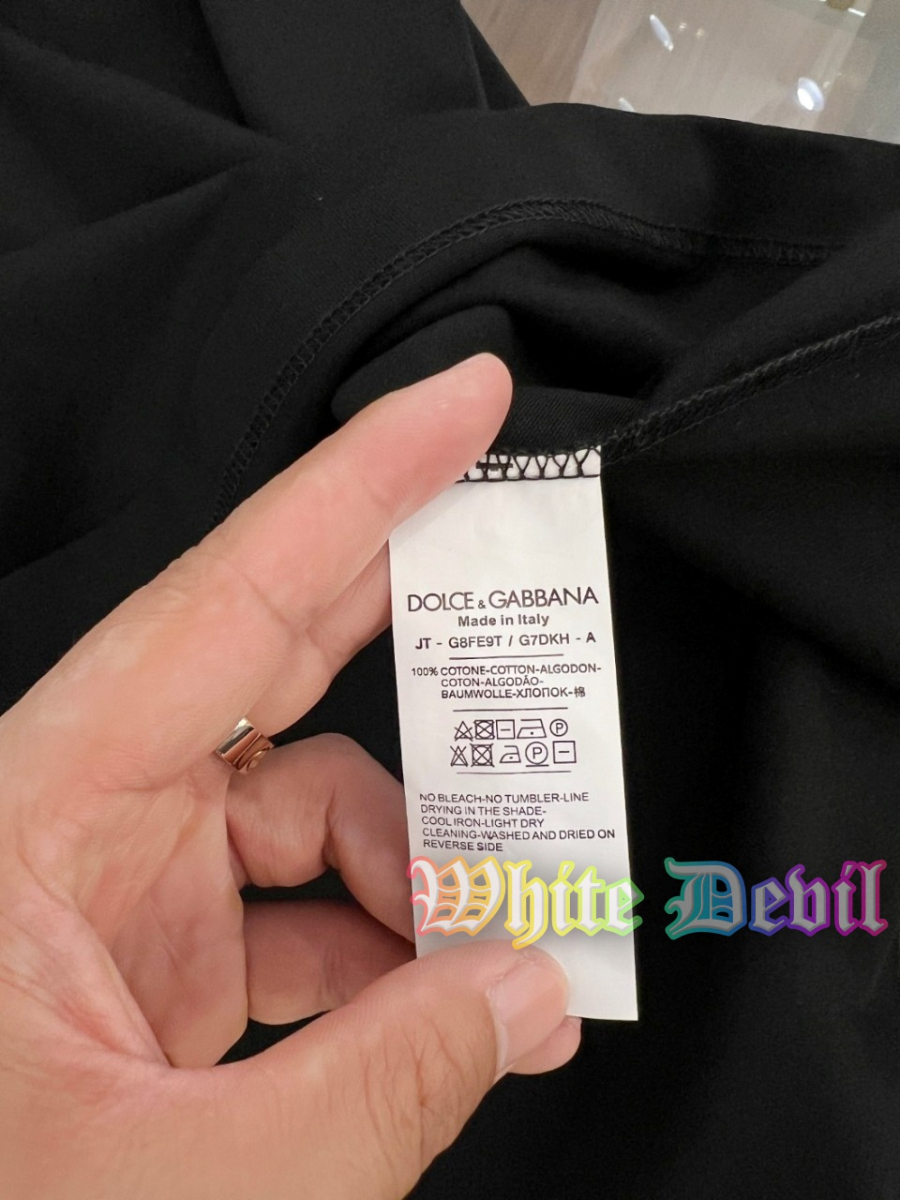 DOLCE & GABBANA
Made in Italy
JT - G8FE9T / G7DKH - A
100% COTONE-COTTON-ALGODON-
COTON-ALGODÃO-
BAUMWOLLE-ХЛОПОК-棉
P
P
NO BLEACH-NO TUMBLER-LINE
DRYING IN THE SHADE-
COOL IRON-LIGHT DRY
CLEANING-WASHED AND DRIED ON
REVERSE SIDE
White Devil